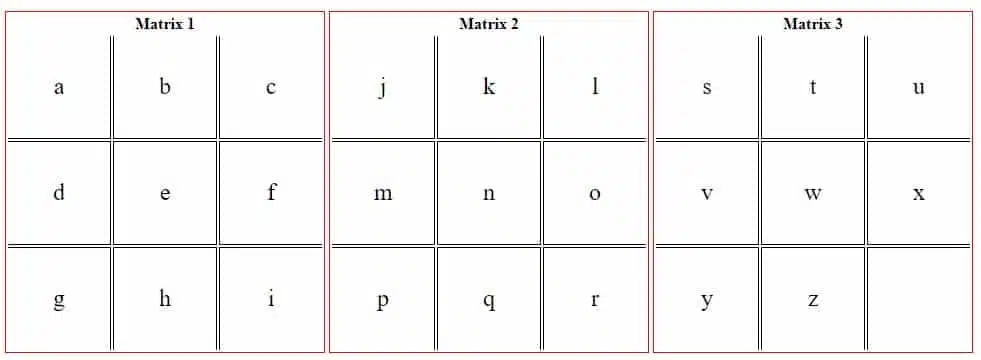 Matrix 1 Matrix 2 Matrix 3
a b c j k l s t u
d e f m n o v w x
g h i p q r y z